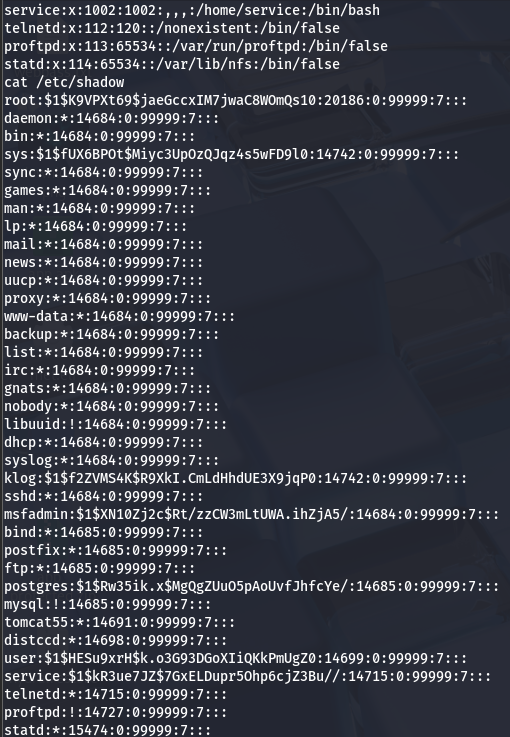 service:x:1002:1002:,,,:/home/service:/bin/bash
telnetd:x:112:120::/nonexistent:/bin/false
proftpd:x:113:65534::/var/run/proftpd:/bin/false
statd:x:114:65534::/var/lib/nfs:/bin/false
cat /etc/shadow
root:$1$K9VPXt69$jaeGccxIM7jwaC8WOmQs10:20186:0:99999:7:::
daemon:*:14684:0:99999:7:::
bin:*:14684:0:99999:7:::
sys:$1$fUX6BPOt$Miyc3UpOzQJqz4s5wFD9l0:14742:0:99999:7:::
sync:*:14684:0:99999:7:::
games:*:14684:0:99999:7:::
man:*:14684:0:99999:7:::
lp:*:14684:0:99999:7:::
mail:*:14684:0:99999:7:::
news:*:14684:0:99999:7:::
uucp:*:14684:0:99999:7:::
proxy:*:14684:0:99999:7:::
www-data:*:14684:0:99999:7:::
backup:*:14684:0:99999:7:::
list:*:14684:0:99999:7:::
irc:*:14684:0:99999:7:::
gnats:*:14684:0:99999:7:::
nobody:*:14684:0:99999:7:::
libuuid:!:14684:0:99999:7:::
dhcp:*:14684:0:99999:7:::
syslog:*:14684:0:99999:7:::
klog:$1$f2ZVMS4K$R9XkI.CmLdHhdUE3X9jqP0:14742:0:99999:7:::
sshd:*:14684:0:99999:7:::
msfadmin:$1$XN10Zj2c$Rt/zzCW3mLtUWA.ihZjA5/:14684:0:99999:7:::
bind:*:14685:0:99999:7:::
postfix:*:14685:0:99999:7:::
ftp:*:14685:0:99999:7:::
postgres:$1$Rw35ik.x$MgQgZUuO5pAoUvfJhfcYe/:14685:0:99999:7:::
mysql:!:14685:0:99999:7:::
tomcat55:*:14691:0:99999:7:::
distccd:*:14698:0:99999:7:::
user:$1$HESu9xrH$k.o3G93DGoXIiQKkPmUgZ0:14699:0:99999:7:::
service:$1$kR3ue7JZ$7GxELDupr5Ohp6cjZ3Bu//:14715:0:99999:7:::
telnetd:*:14715:0:99999:7:::
proftpd:!:14727:0:99999:7:::
statd:*:15474:0:99999:7:::